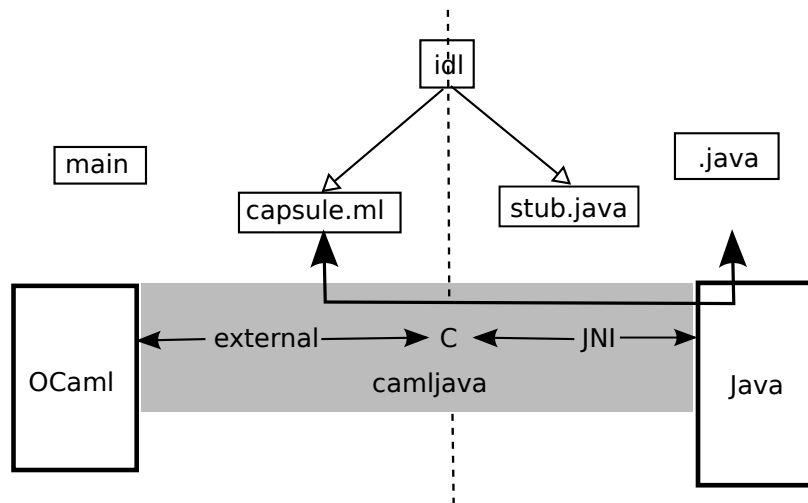 idl
main
.java
capsule.ml
stub.java
external
C
JNI
OCaml
camljava
Java